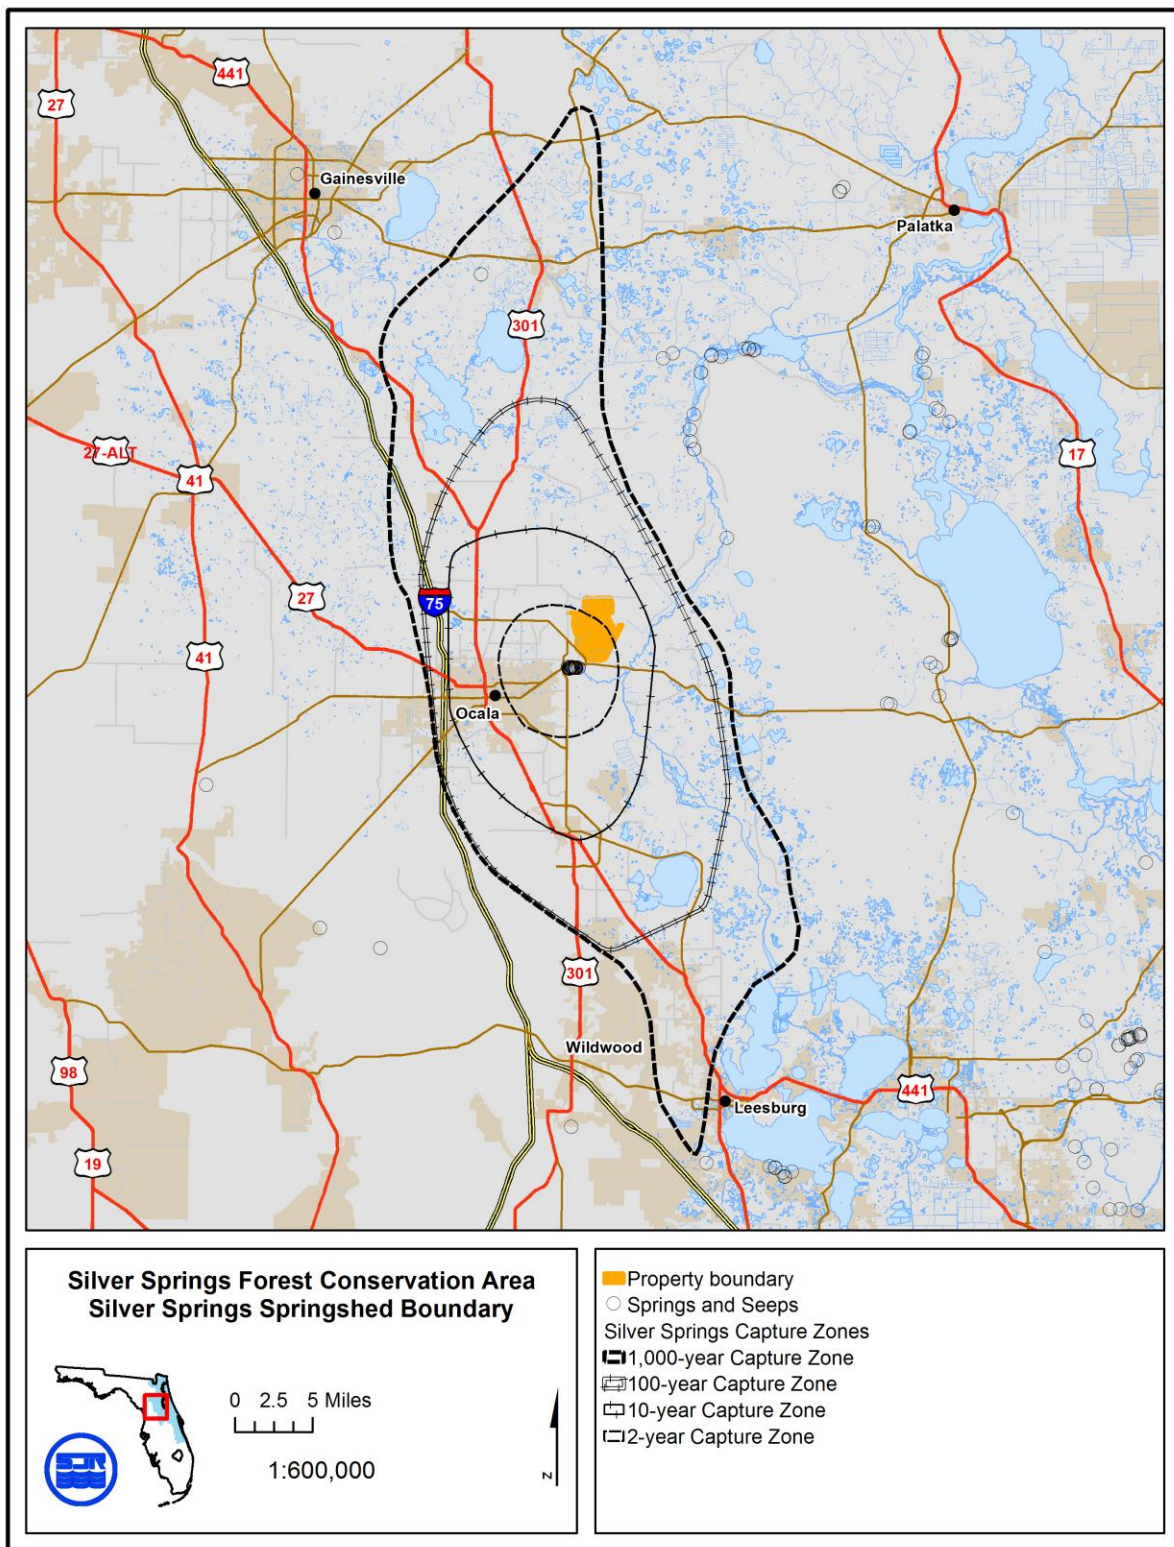 441
27
Gainesville
Palatka
301
27-ALT
41
17
75
27
41
Ocala
301
Wildwood
98
441
Leesburg
19
Silver Springs Forest Conservation Area
Silver Springs Springshed Boundary
0 2.5 5 Miles
1:600,000
N
SJR
Property boundary
Springs and Seeps
Silver Springs Capture Zones
1,000-year Capture Zone
100-year Capture Zone
10-year Capture Zone
2-year Capture Zone